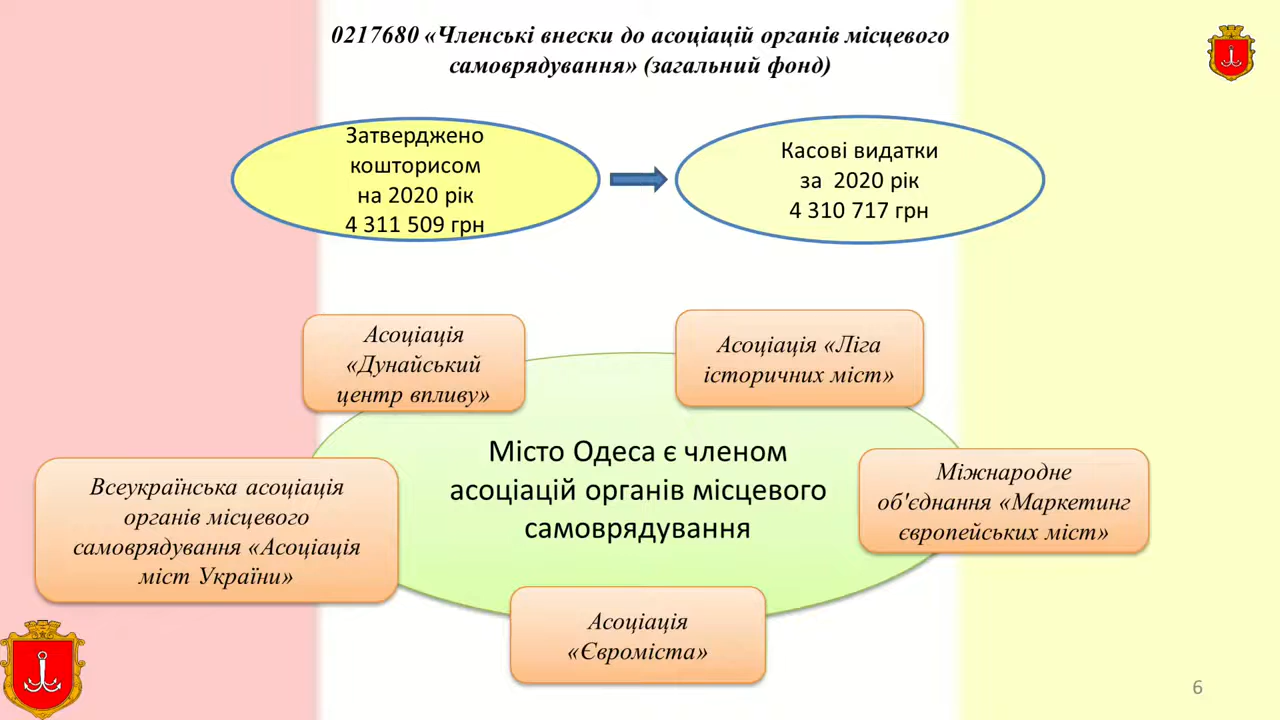 0217680 «Членські внески до асоціацій органів місцевого
самоврядування» (загальний фонд)
Затверджено
кошторисом
на 2020 рік
4 311 509 грн
Касові видатки
за 2020 рік
4 310 717 грн
Асоціація
«Дунайський
центр впливу»
Асоціація «Ліга
історичних міст»
Місто Одеса є членом
асоціацій органів місцевого
самоврядування
Всеукраїнська асоціація
органів місцевого
самоврядування «Асоціація
міст України»
Міжнародне
об'єднання «Маркетинг
європейських міст»
Асоціація
«Євроміста»
6